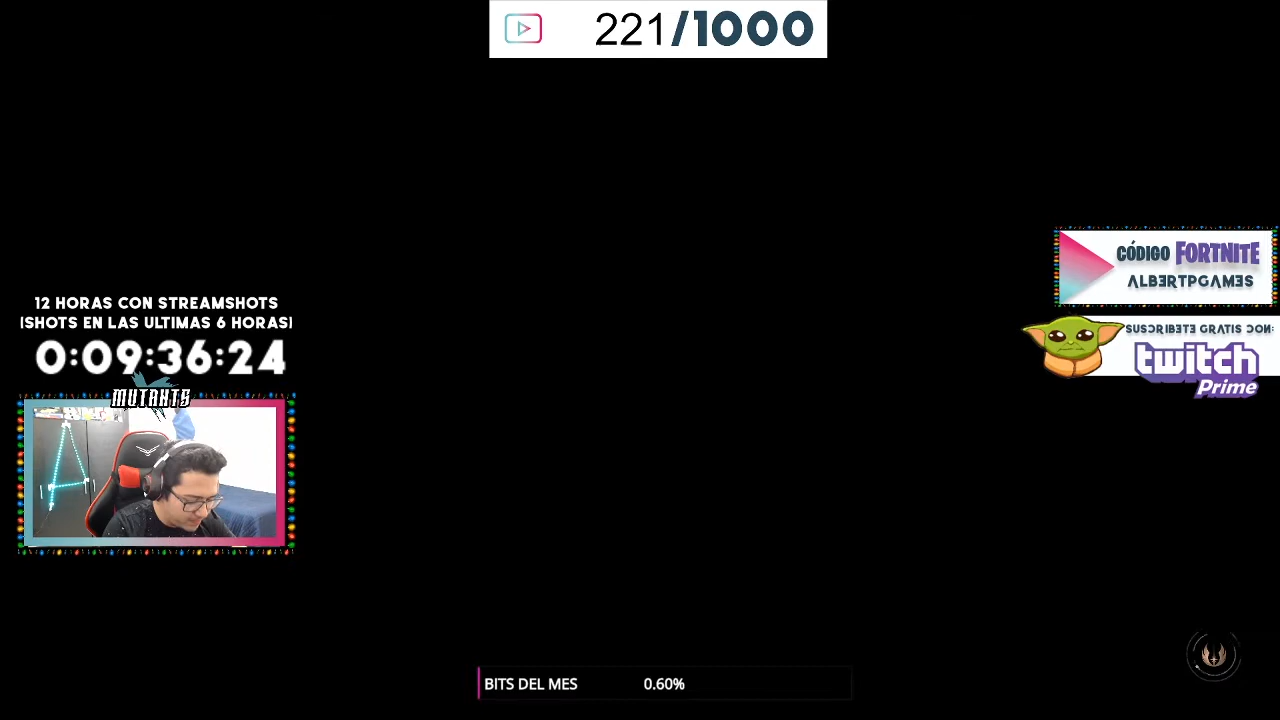 221/1000
CÓDIGO FORTNITE
ALBERTPGAMES
SUSCRIBETE GRATIS CON:
twitch
Prime
12 HORAS CON STREAMSHOTS
¡SHOTS EN LAS ULTIMAS 6 HORAS!
0:09:36:24
MUTANTS
BITS DEL MES 0.60%